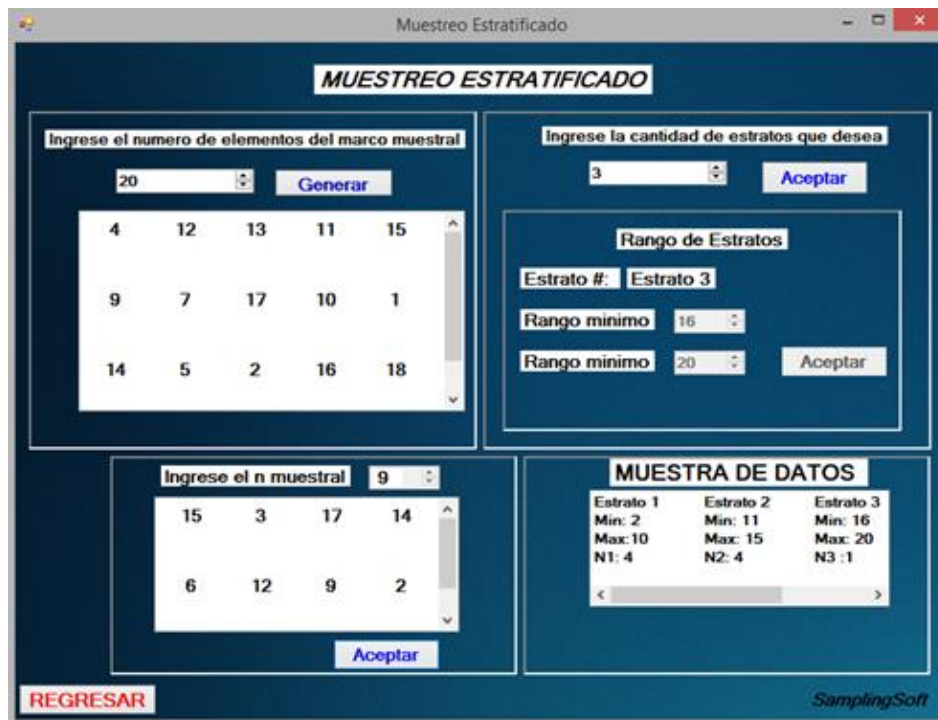 Muestreo Estratificado
MUESTREO ESTRATIFICADO
Ingrese el numero de elementos del marco muestral
20 Generar
4 12 13 11 15
9 7 17 10 1
14 5 2 16 18
Ingrese la cantidad de estratos que desea
3 Aceptar
Rango de Estratos
Estrato #: Estrato 3
Rango minimo 16
Rango minimo 20 Aceptar
Ingrese el n muestral 9
15 3 17 14
6 12 9 2
Aceptar
MUESTRA DE DATOS
Estrato 1 Estrato 2 Estrato 3
Min: 2 Min: 11 Min: 16
Max:10 Max: 15 Max: 20
N1: 4 N2: 4 N3 :1
REGRESAR
SamplingSoft